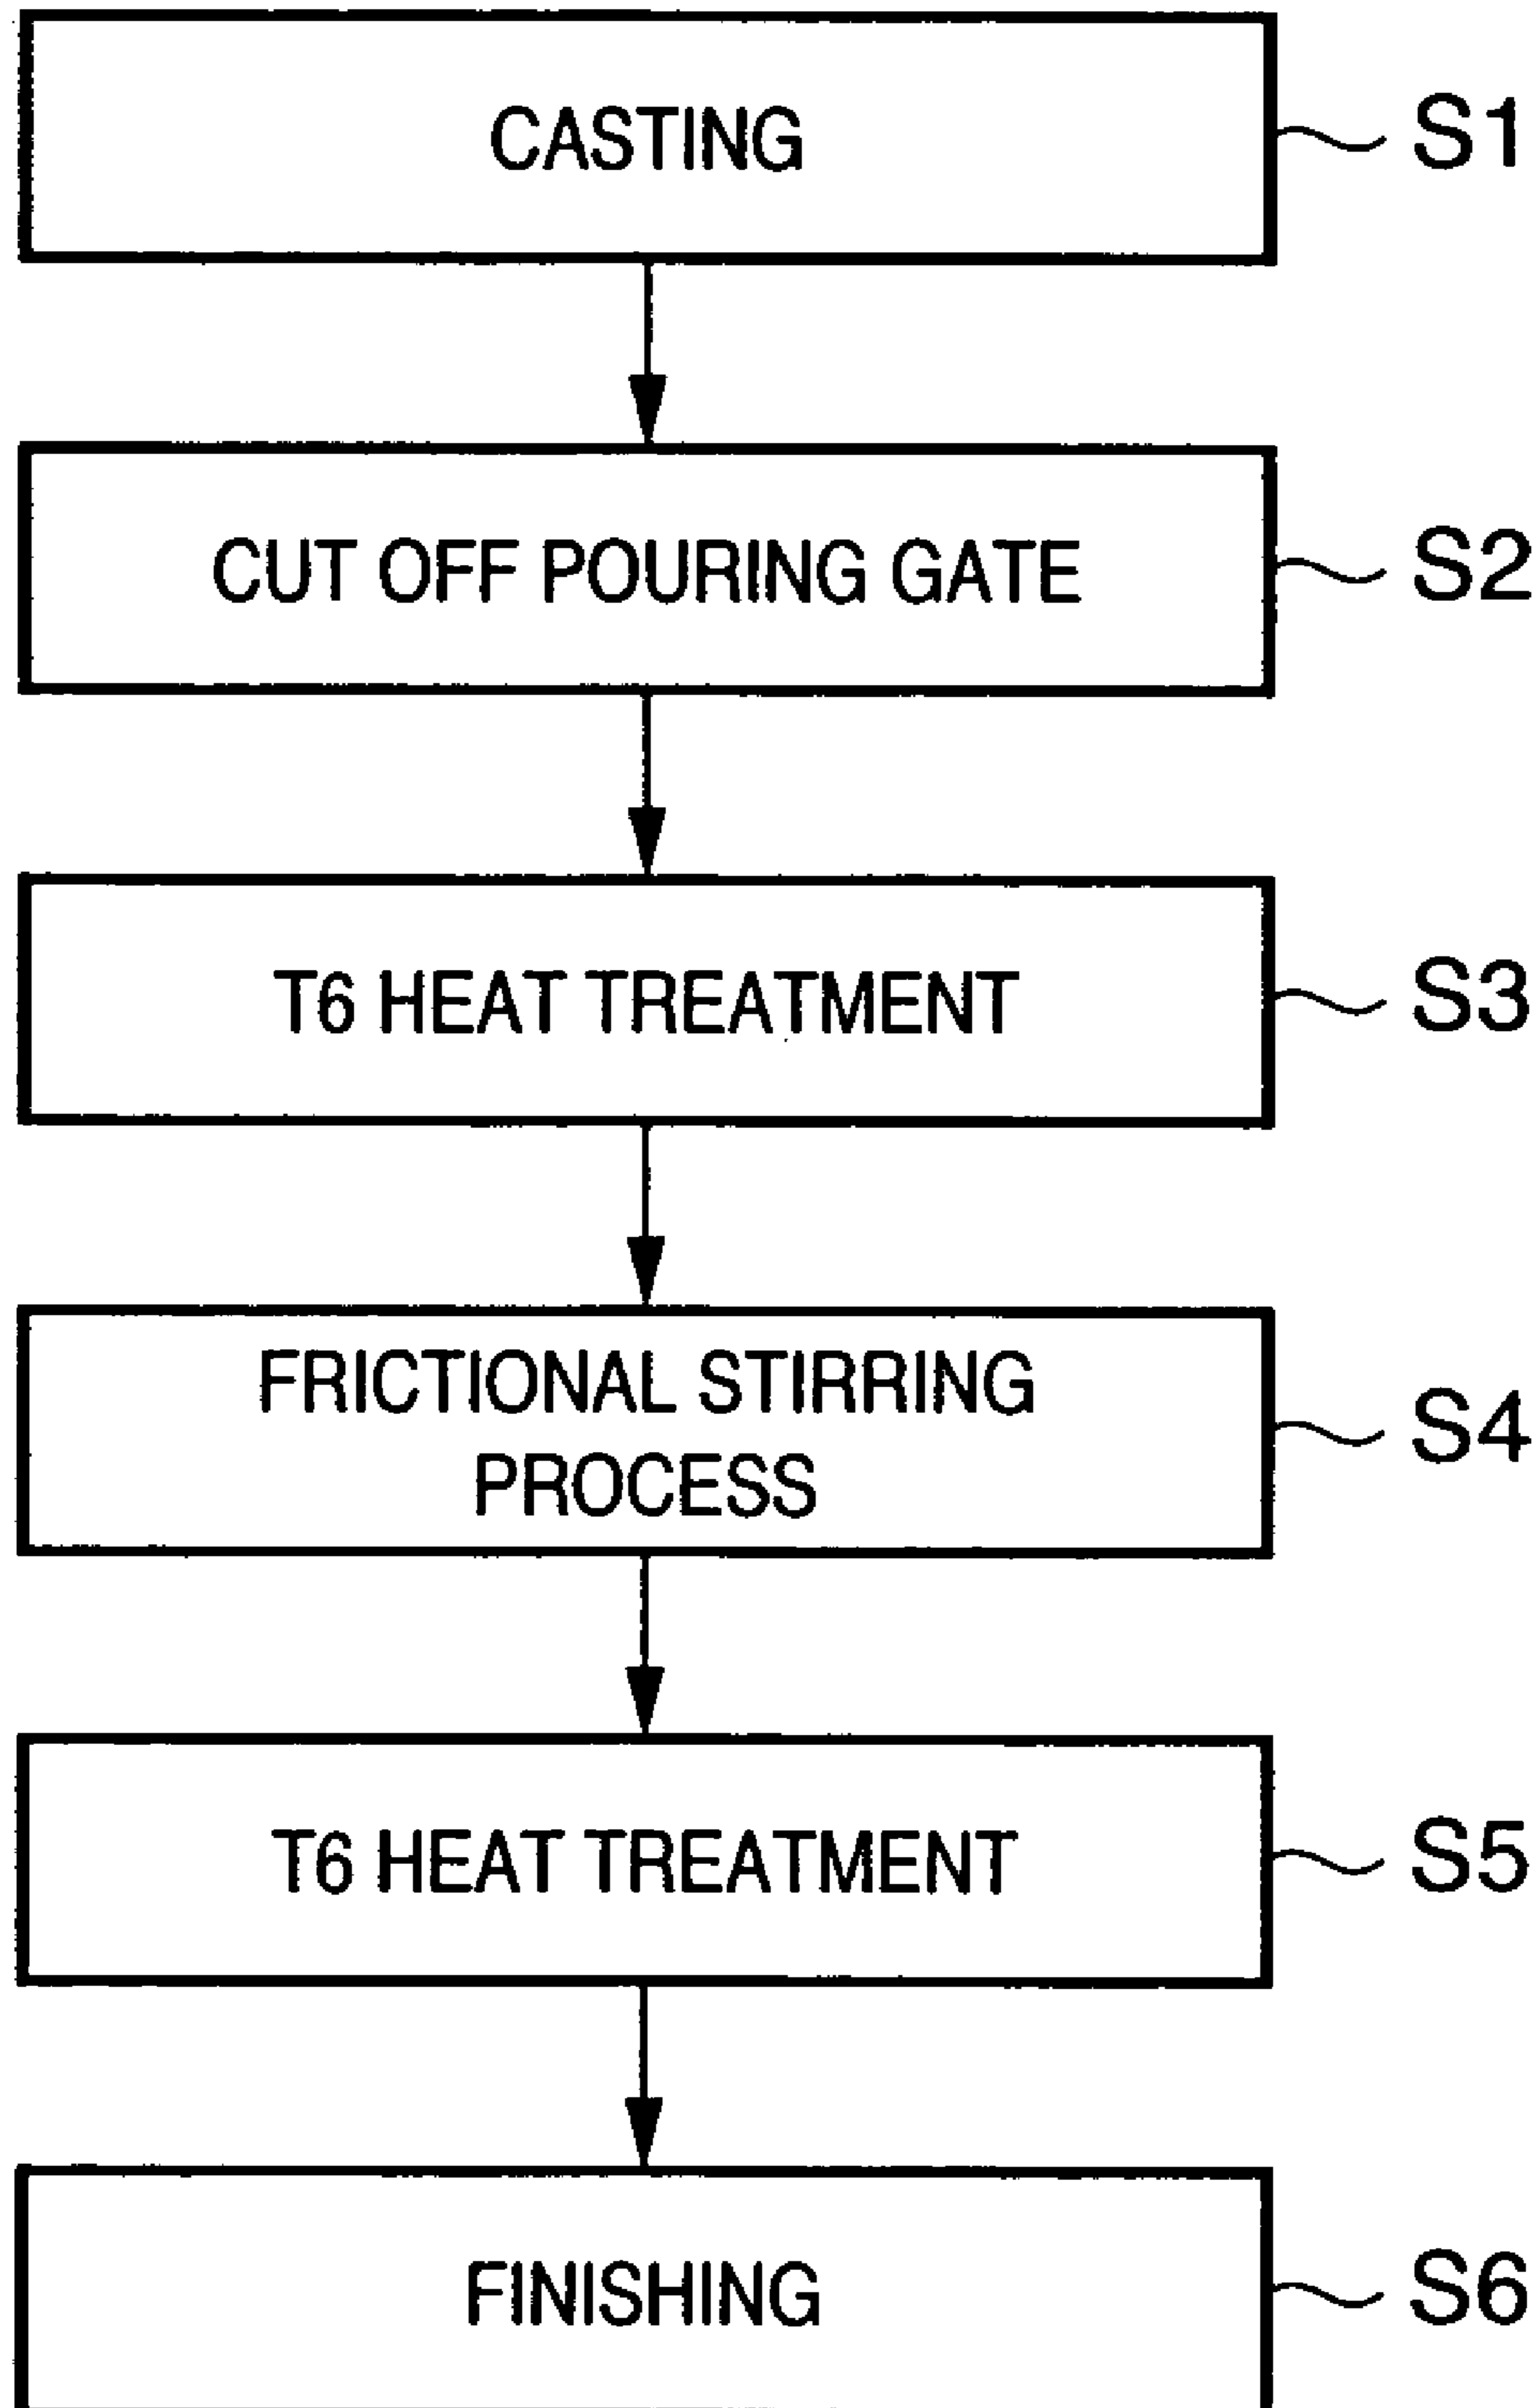 CASTING
S1
CUT OFF POURING GATE
S2
T6 HEAT TREATMENT
S3
FRICTIONAL STIRRING
PROCESS
S4
T6 HEAT TREATMENT
S5
FINISHING
S6